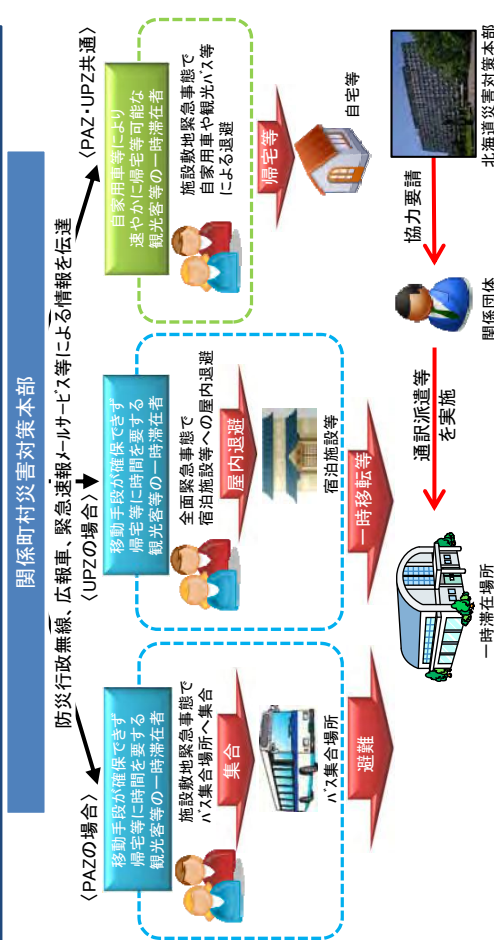 関係町村災害対策本部
防災行政無線、広報車、緊急速報メールサービス等による情報を伝達
〈PAZの場合〉
移動手段が確保できず
帰宅等に時間を要する
観光客等の一時滞在者
施設敷地緊急事態で
バス集合場所へ集合
集合
バス集合場所
避難
〈UPZの場合〉
移動手段が確保できず
帰宅等に時間を要する
観光客等の一時滞在者
全面緊急事態で
宿泊施設等への屋内退避
屋内退避
宿泊施設等
一時移転等
〈PAZ・UPZ共通〉
自家用車等により
速やかに帰宅等可能な
観光客等の一時滞在者
施設敷地緊急事態で
自家用車や観光バス等
による退避
帰宅等
自宅等
一時滞在場所
通訳派遣等
を実施
関係団体
協力要請
北海道災害対策本部